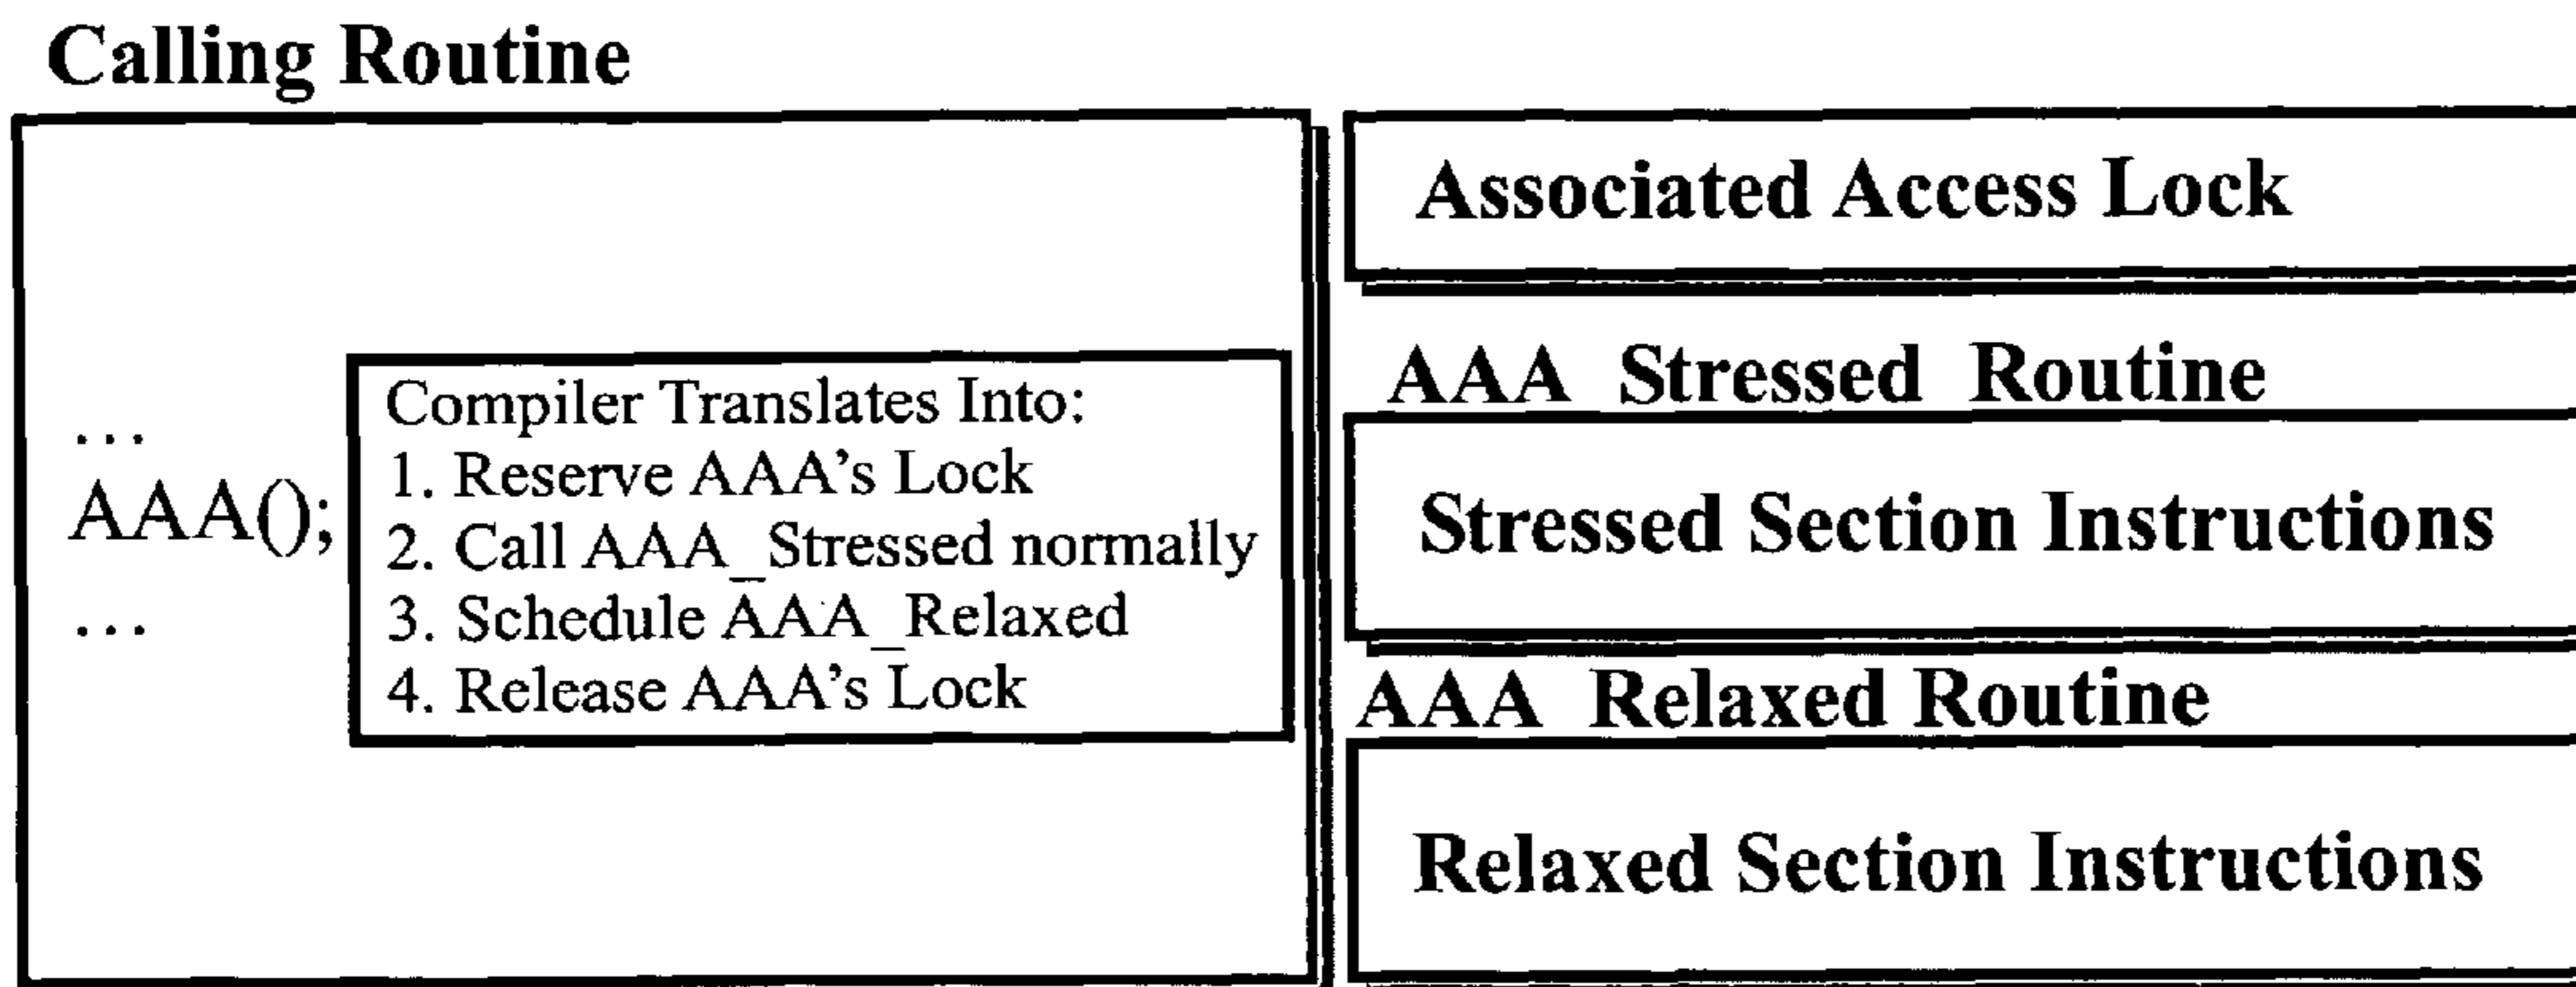 Calling Routine
...
AAA();
...
Compiler Translates Into:
1. Reserve AAA's Lock
2. Call AAA_Stressed normally
3. Schedule AAA_Relaxed
4. Release AAA's Lock
Associated Access Lock
AAA Stressed Routine
Stressed Section Instructions
AAA Relaxed Routine
Relaxed Section Instructions